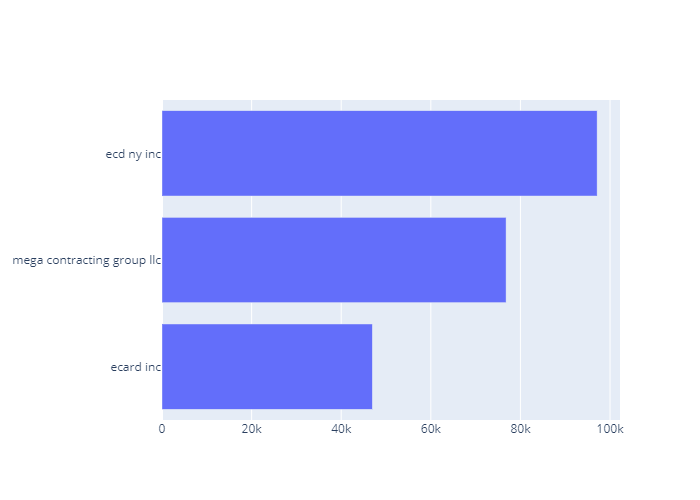 ecd ny inc
mega contracting group llc
ecard inc
0 20k 40k 60k 80k 100k